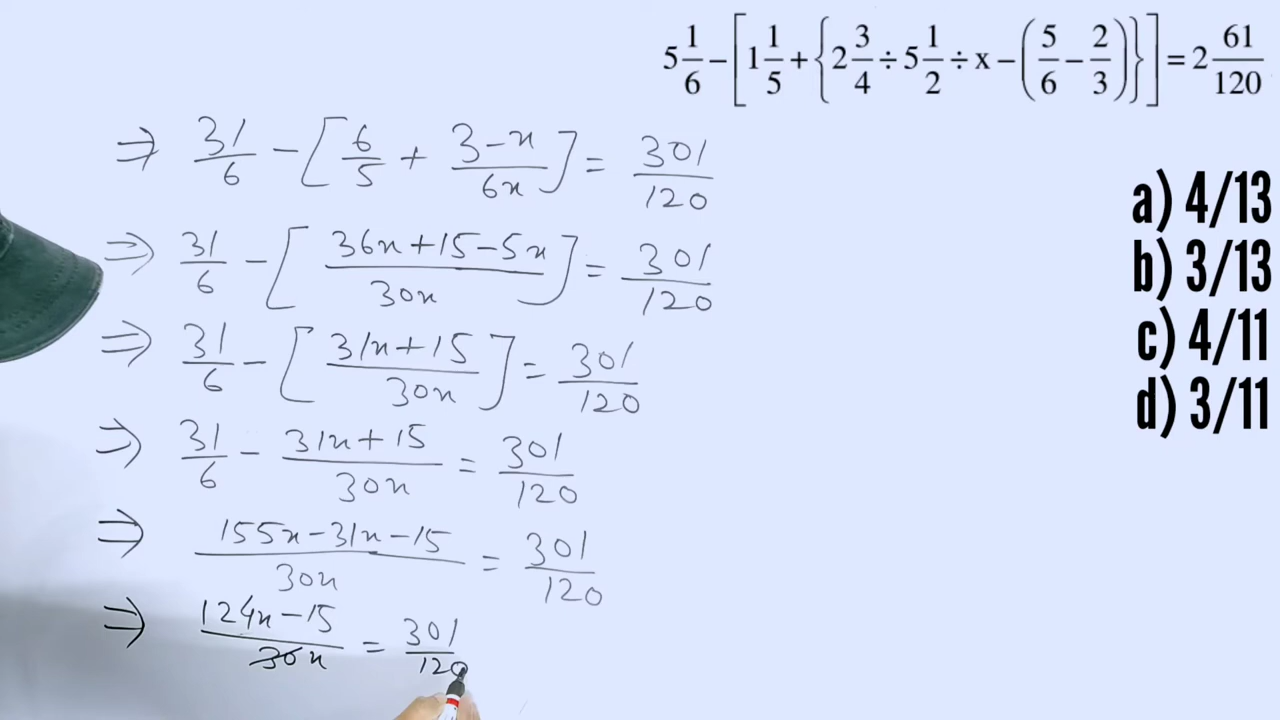 5 1/6 − [1 1/5 + {2 3/4 ÷ 5 1/2 ÷ x − (5/6 − 2/3)}] = 2 61/120
⇒ 31/6 − [6/5 + (3−x)/6x] = 301/120
⇒ 31/6 − [(36x+15−5x)/30x] = 301/120
⇒ 31/6 − [(31x+15)/30x] = 301/120
⇒ 31/6 − (31x+15)/30x = 301/120
⇒ (155x−31x−15)/30x = 301/120
⇒ (124x−15)/30x = 301/120
a) 4/13
b) 3/13
c) 4/11
d) 3/11